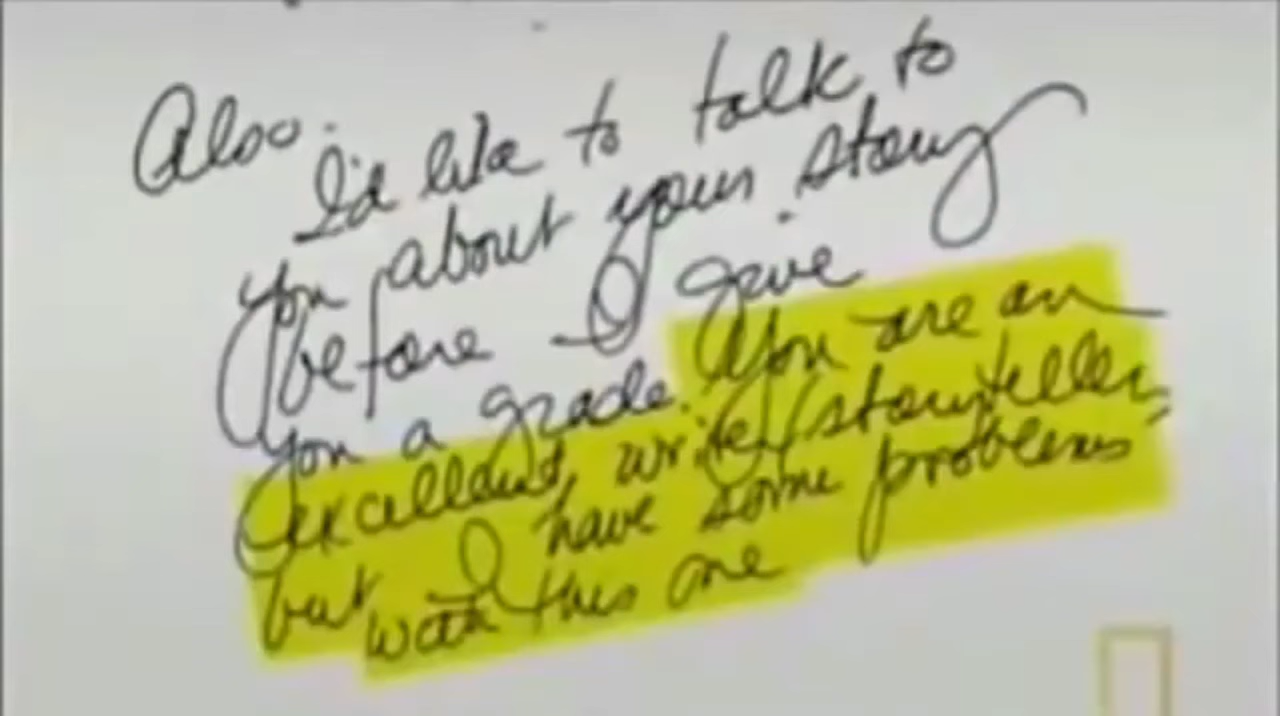 Also.
I'd like to talk to
you about your story
before I give
you a grade. You are an
excellent, writer/storyteller,
but I have some problems
with this one